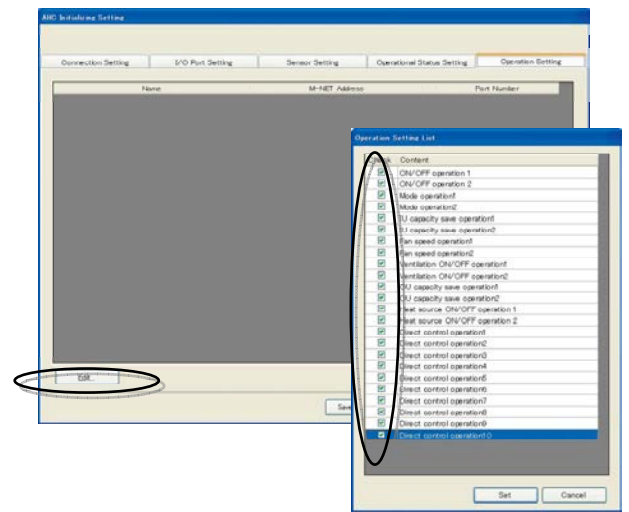 AHC Initializing Setting
Connection Setting I/O Port Setting Sensor Setting Operational Status Setting Operation Setting
Name M-NET Address Port Number
Operation Setting List
Check Content
ON/OFF operation 1
ON/OFF operation 2
Mode operation1
Mode operation2
IU capacity save operation1
IU capacity save operation2
Fan speed operation1
Fan speed operation2
Ventilation ON/OFF operation1
Ventilation ON/OFF operation2
OU capacity save operation1
OU capacity save operation2
Heat source ON/OFF operation 1
Heat source ON/OFF operation 2
Direct control operation1
Direct control operation2
Direct control operation3
Direct control operation4
Direct control operation5
Direct control operation6
Direct control operation7
Direct control operation8
Direct control operation9
Direct control operation10
Edit...
Save
Set Cancel